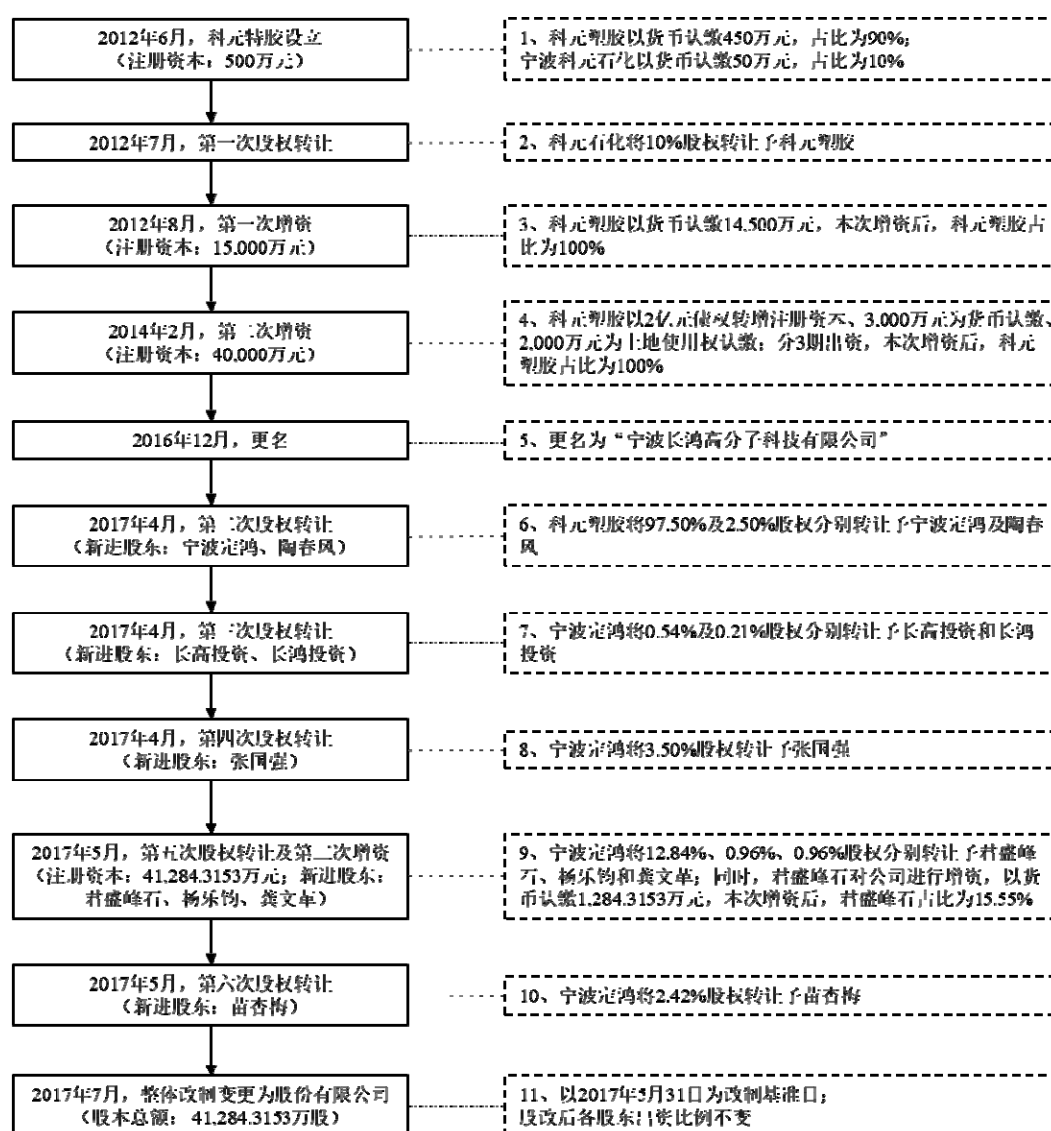 2012年6月，科元特胶设立
（注册资本：500万元）
1、科元塑胶以货币认缴450万元，占比为90%；
宁波科元石化以货币认缴50万元，占比为10%
2012年7月，第一次股权转让
2、科元石化将10%股权转让予科元塑胶
2012年8月，第一次增资
（注册资本：15,000万元）
3、科元塑胶以货币认缴14,500万元，本次增资后，科元塑胶占
比为100%
2014年2月，第二次增资
（注册资本：40,000万元）
4、科元塑胶以2亿元债权转增注册资本、3,000万元为货币认缴、
2,000万元为土地使用权认缴；分3期出资，本次增资后，科元
塑胶占比为100%
2016年12月，更名
5、更名为“宁波长鸿高分子科技有限公司”
2017年4月，第二次股权转让
（新进股东：宁波定鸿、陶春风）
6、科元塑胶将97.50%及2.50%股权分别转让予宁波定鸿及陶春
风
2017年4月，第三次股权转让
（新进股东：长高投资、长鸿投资）
7、宁波定鸿将0.54%及0.21%股权分别转让予长高投资和长鸿
投资
2017年4月，第四次股权转让
（新进股东：张国强）
8、宁波定鸿将3.50%股权转让予张国强
2017年5月，第五次股权转让及第三次增资
（注册资本：41,284.3153万元；新进股东：
君盛峰石、杨乐钧、龚文革）
9、宁波定鸿将12.84%、0.96%、0.96%股权分别转让予君盛峰
石、杨乐钧和龚文革；同时，君盛峰石对公司进行增资，以货
币认缴1,284.3153万元，本次增资后，君盛峰石占比为15.55%
2017年5月，第六次股权转让
（新进股东：苗杏梅）
10、宁波定鸿将2.42%股权转让予苗杏梅
2017年7月，整体改制变更为股份有限公司
（股本总额：41,284.3153万股）
11、以2017年5月31日为改制基准日；
股改后各股东出资比例不变